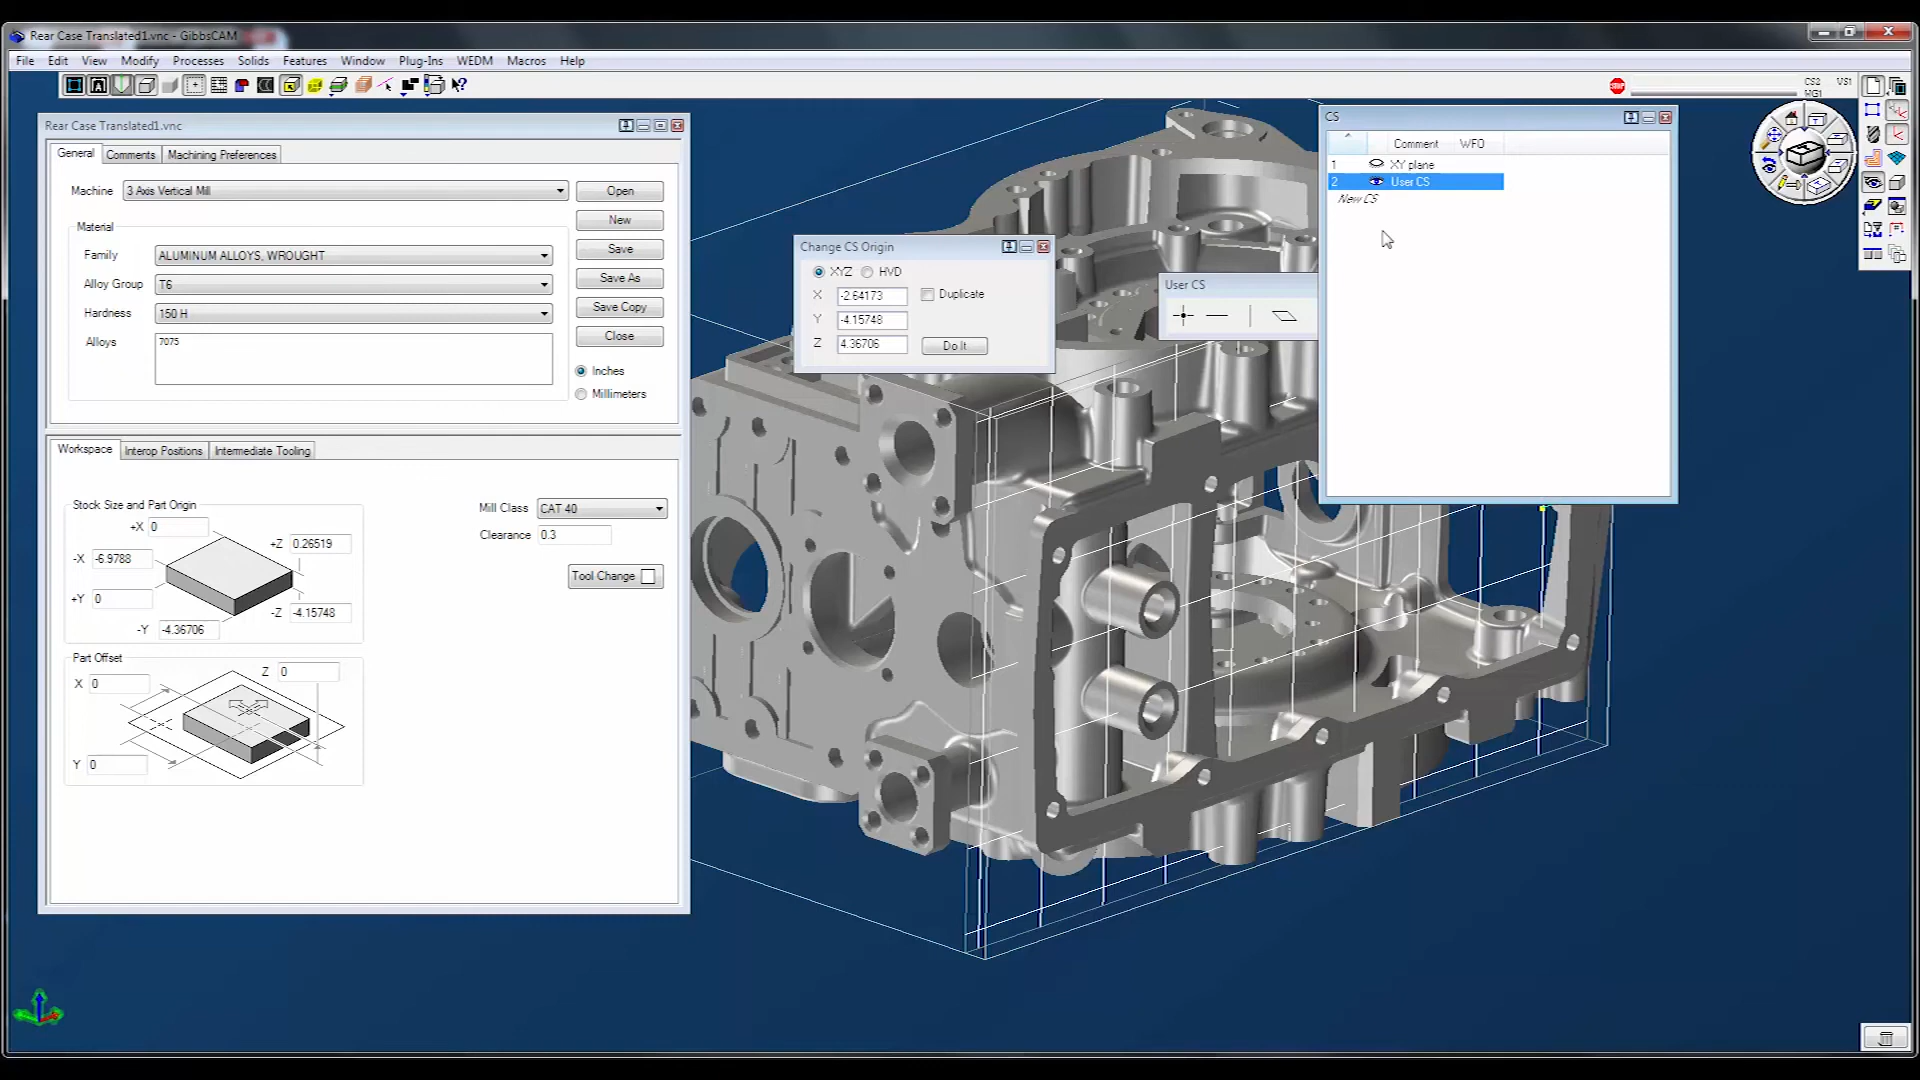 Rear Case Translated1.vnc - GibbsCAM
File Edit View Modify Processes Solids Features Window Plug-Ins WEDM Macros Help
STOP
CS2 VS1
WG1
Rear Case Translated1.vnc
General Comments Machining Preferences
Machine 3 Axis Vertical Mill Open
Material
New
Family ALUMINUM ALLOYS, WROUGHT Save
Alloy Group T6 Save As
Hardness 150 H Save Copy
Alloys 7075 Close
Inches
Millimeters
Workspace Interop Positions Intermediate Tooling
Stock Size and Part Origin
+X 0
+Z 0.26519
-X -6.9788
+Y 0
-Z -4.15748
-Y -4.36706
Mill Class CAT 40
Clearance 0.3
Tool Change
Part Offset
Z 0
X 0
Y 0
Change CS Origin
XYZ HVD
X -2.64173 Duplicate
Y -4.15748
Z 4.36706 Do It
User CS
CS
Comment WFO
1 XY plane
2 User CS
New CS